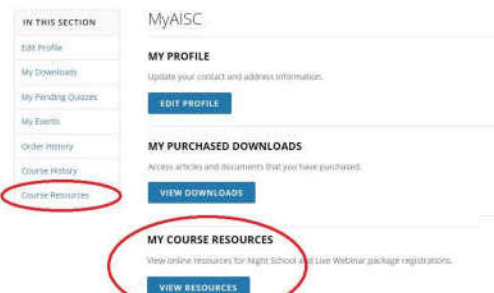 IN THIS SECTION
Edit Profile
My Downloads
My Pending Quizzes
My Events
Order History
Course History
Course Resources
MyAISC
MY PROFILE
Update your contact and address information.
EDIT PROFILE
MY PURCHASED DOWNLOADS
Access articles and documents that you have purchased.
VIEW DOWNLOADS
MY COURSE RESOURCES
View online resources for Night School and Live Webinar package registrations.
VIEW RESOURCES